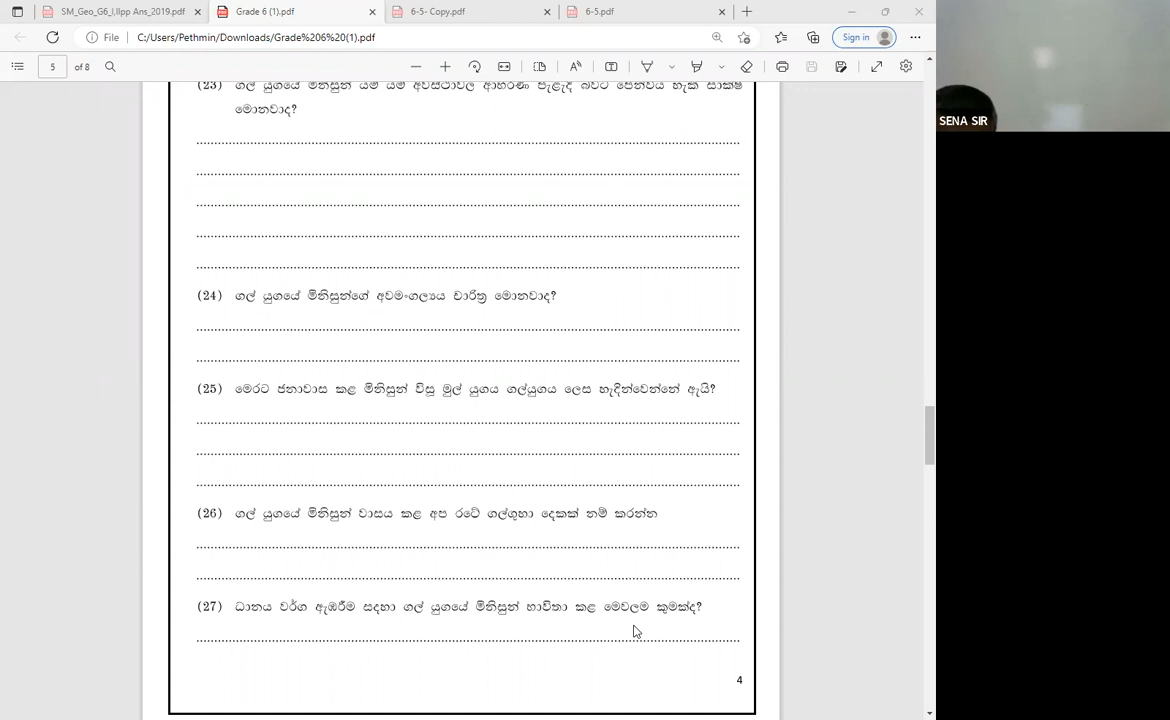 SM_Geo_G6_I,IIpp Ans_2019.pdf
Grade 6 (1).pdf
6-5- Copy.pdf
6-5.pdf
File
C:/Users/Pethmin/Downloads/Grade%206%20(1).pdf
Sign in
5 of 8
(23) ගල් යුගයේ මිනිසුන් යම් යම් අවස්ථාවල ආභරණ පැළැඳි බවට පෙන්විය හැකි සාක්ෂි
මොනවාද?
(24) ගල් යුගයේ මිනිසුන්ගේ අවමංගල්‍යය චාරිත්‍ර මොනවාද?
(25) මෙරට ජනාවාස කළ මිනිසුන් විසූ මුල් යුගය ගල්යුගය ලෙස හැඳින්වෙන්නේ ඇයි?
(26) ගල් යුගයේ මිනිසුන් වාසය කළ අප රටේ ගල්ගුහා දෙකක් නම් කරන්න
(27) ධාන්‍ය වර්ග ඇඹරීම සඳහා ගල් යුගයේ මිනිසුන් භාවිතා කළ මෙවලම කුමක්ද?
4
SENA SIR